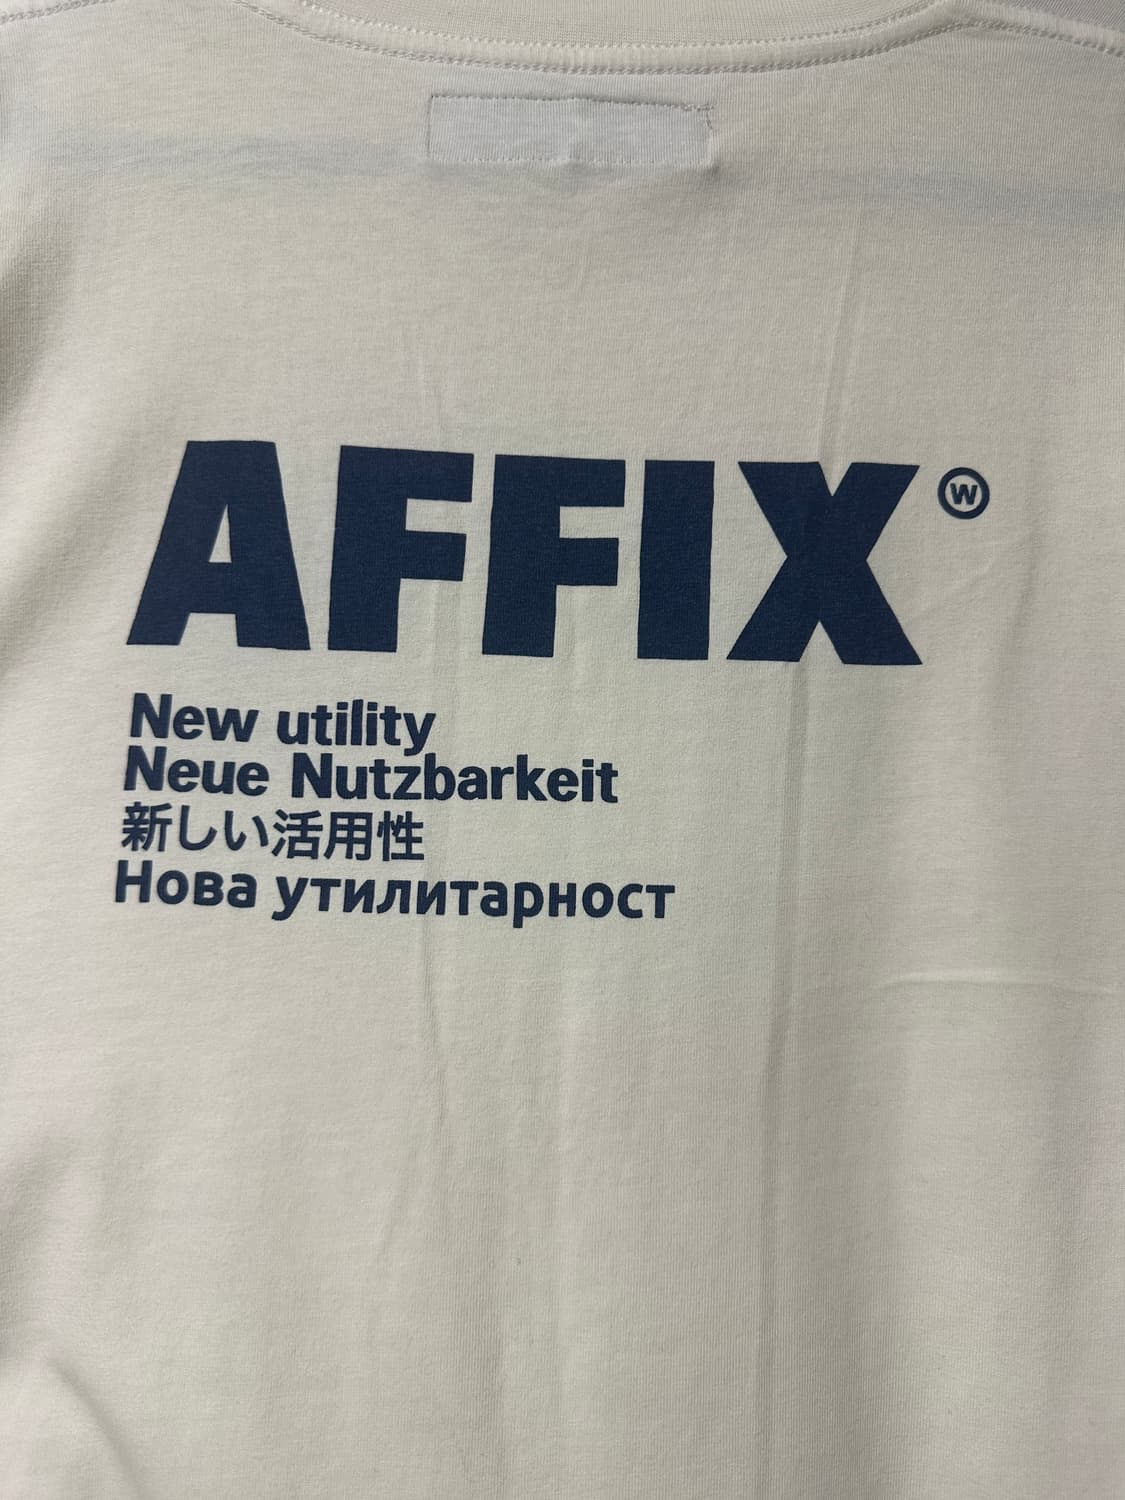 AFFIX Ⓦ
New utility
Neue Nutzbarkeit
新しい活用性
Нова утилитарност